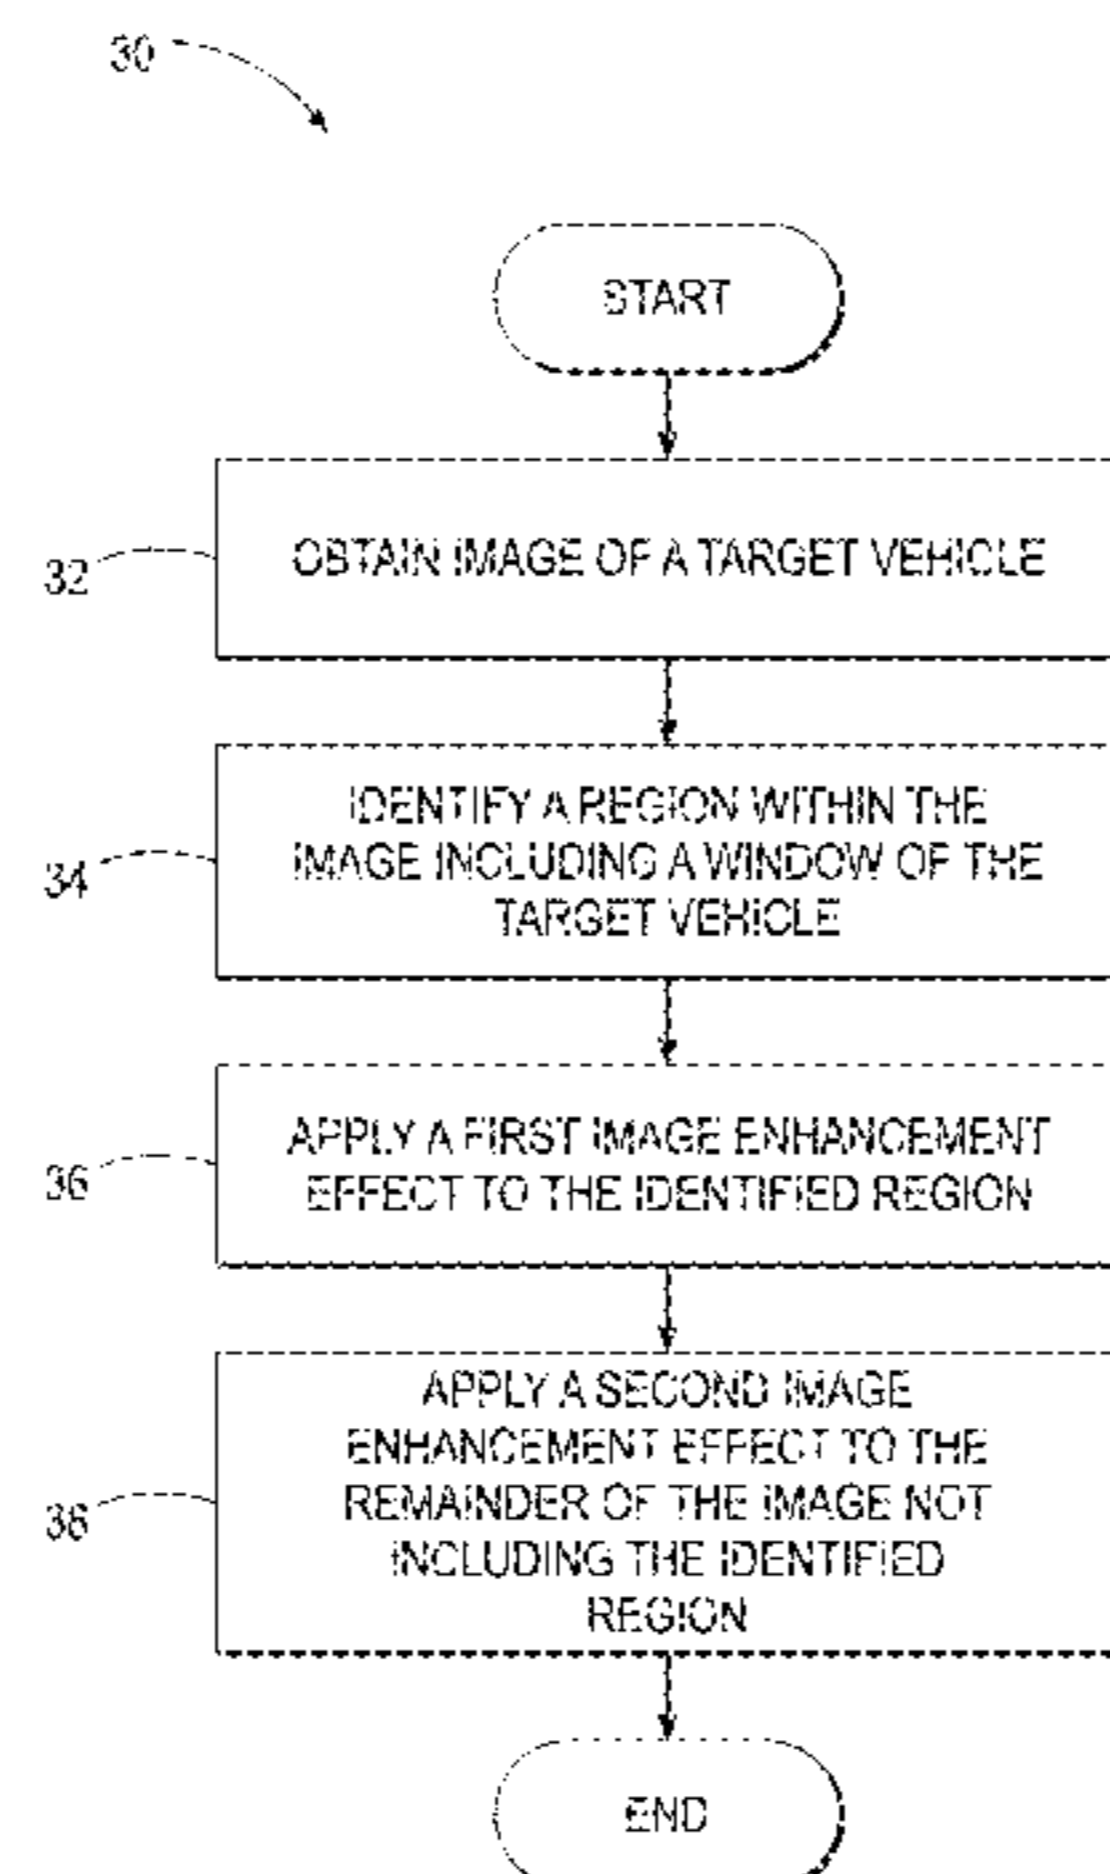 30
START
32
OBTAIN IMAGE OF A TARGET VEHICLE
34
IDENTIFY A REGION WITHIN THE
IMAGE INCLUDING A WINDOW OF THE
TARGET VEHICLE
36
APPLY A FIRST IMAGE ENHANCEMENT
EFFECT TO THE IDENTIFIED REGION
38
APPLY A SECOND IMAGE
ENHANCEMENT EFFECT TO THE
REMAINDER OF THE IMAGE NOT
INCLUDING THE IDENTIFIED
REGION
END